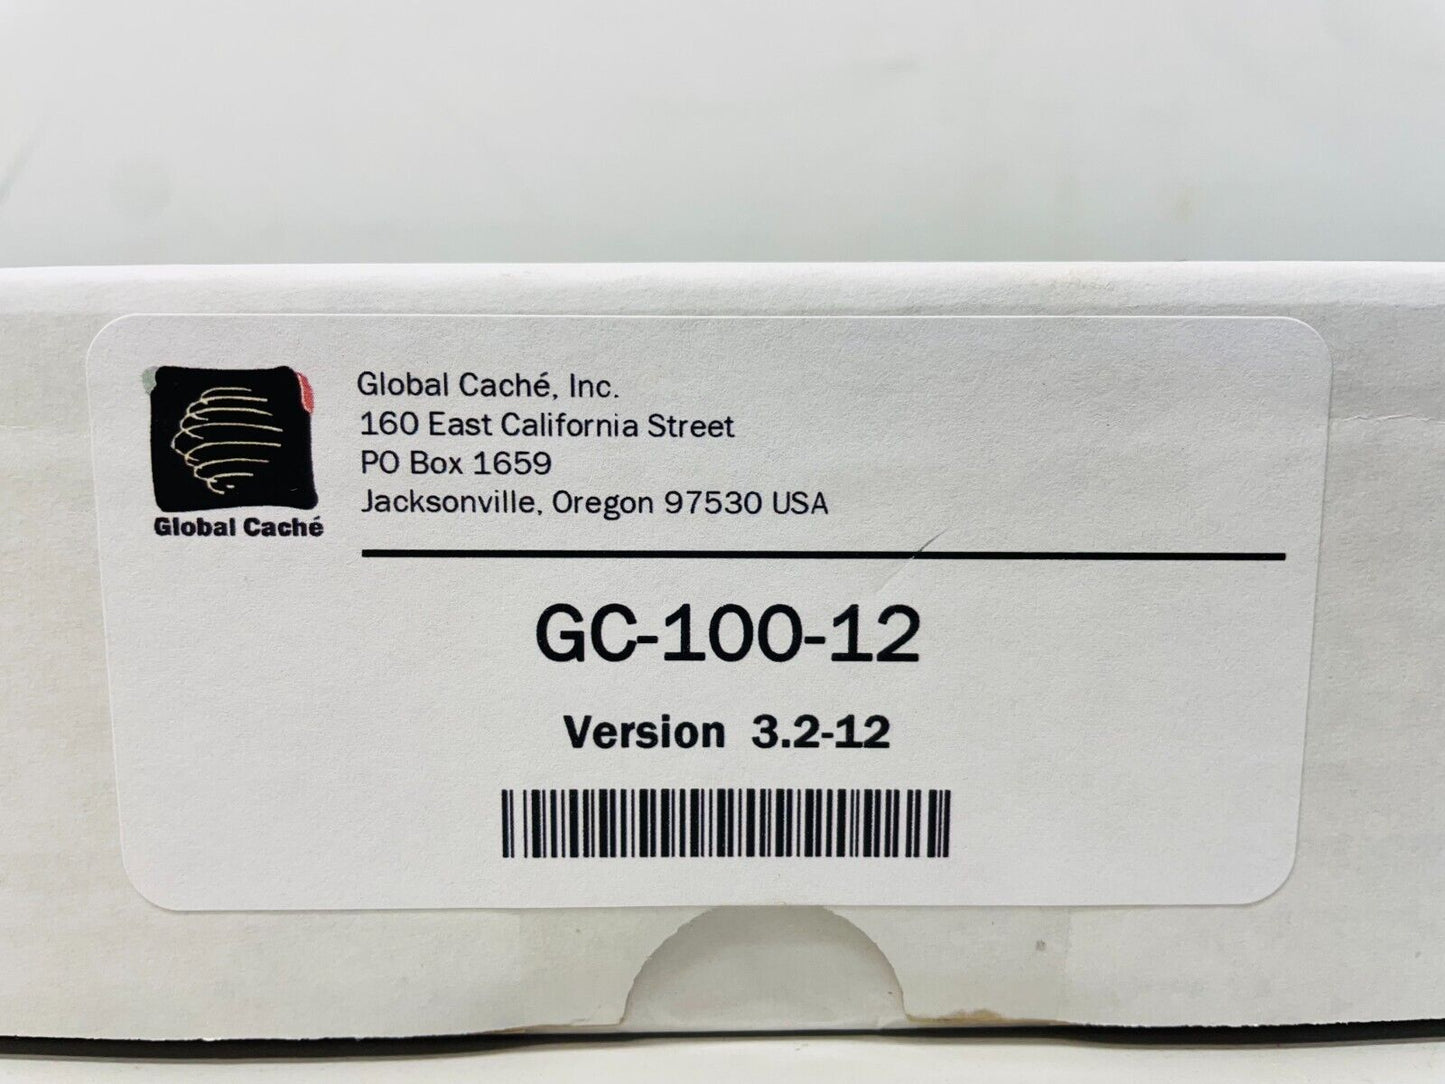 Global Caché
Global Caché, Inc.
160 East California Street
PO Box 1659
Jacksonville, Oregon 97530 USA
GC-100-12
Version 3.2-12